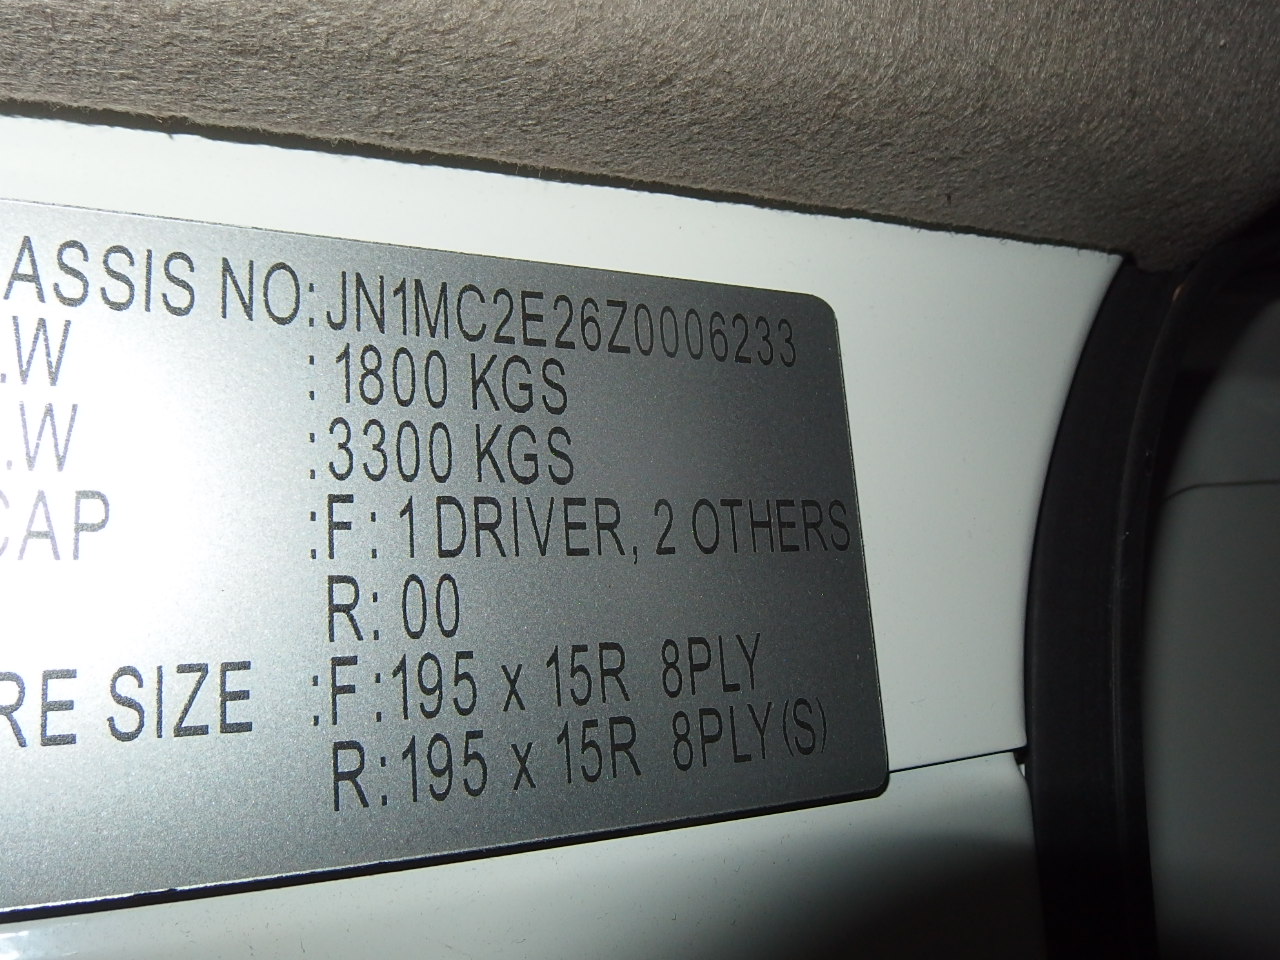 ASSIS NO:JN1MC2E26Z0006233
.W :1800 KGS
.W :3300 KGS
CAP :F: 1 DRIVER, 2 OTHERS
R: 00
RE SIZE :F:195 x 15R 8PLY
R:195 x 15R 8PLY(S)